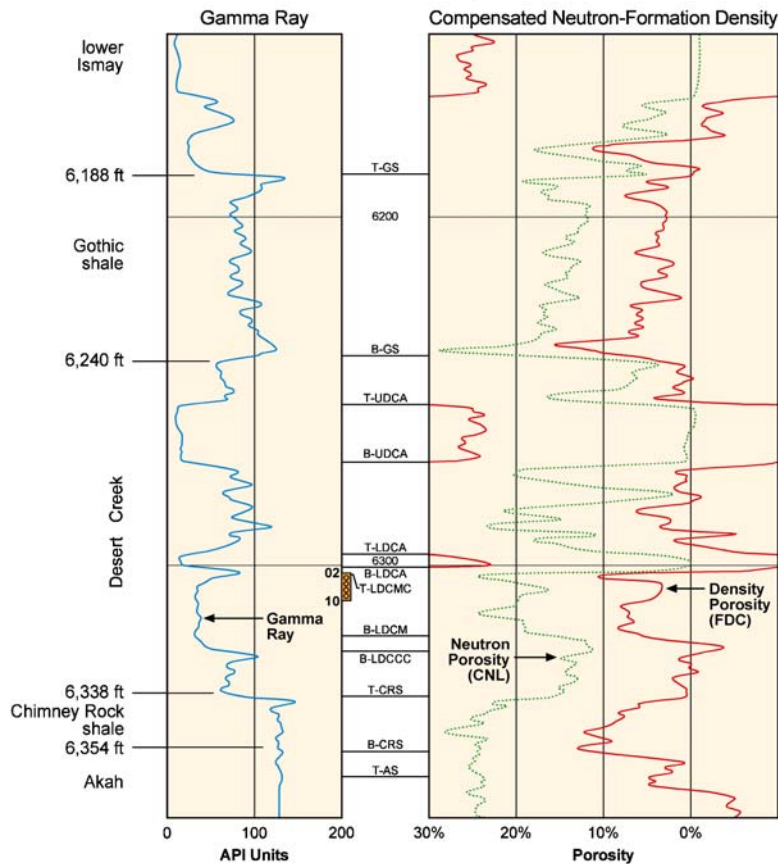 Gamma Ray
Compensated Neutron-Formation Density
lower
Ismay
6,188 ft
T-GS
6200
Gothic
shale
B-GS
6,240 ft
T-UDCA
B-UDCA
Desert Creek
T-LDCA
6300
02
B-LDCA
T-LDCMC
10
Density
Porosity
(FDC)
Gamma
Ray
B-LDCM
Neutron
Porosity
(CNL)
B-LDCCC
6,338 ft
T-CRS
Chimney Rock
shale
6,354 ft
B-CRS
T-AS
Akah
0
100
200
30%
20%
10%
0%
API Units
Porosity